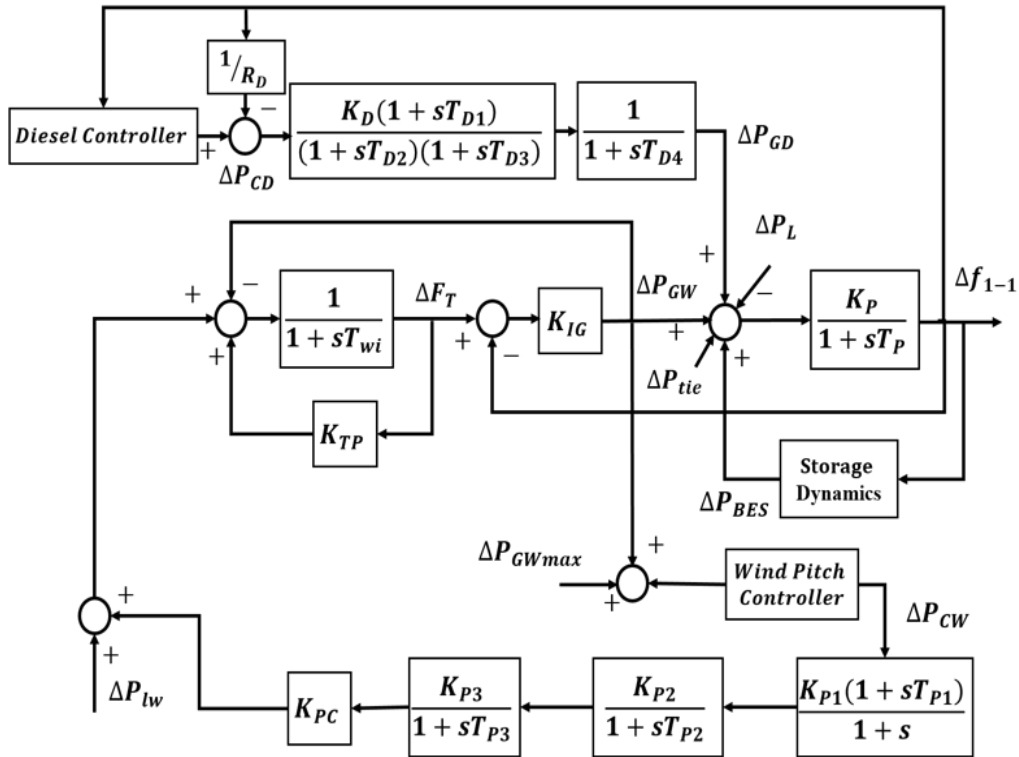 1/R_D
Diesel Controller
+
−
ΔP_CD
K_D(1 + sT_D1)
(1 + sT_D2)(1 + sT_D3)
1
1 + sT_D4
ΔP_GD
ΔP_L
+
−
Δf_1−1
+
−
+
1
1 + sT_wi
ΔF_T
+
−
K_IG
ΔP_GW
+
+
ΔP_tie
K_P
1 + sT_P
K_TP
Storage
Dynamics
ΔP_BES
ΔP_GWmax
+
+
Wind Pitch
Controller
ΔP_CW
+
+
ΔP_lw
K_PC
K_P3
1 + sT_P3
K_P2
1 + sT_P2
K_P1(1 + sT_P1)
1 + s